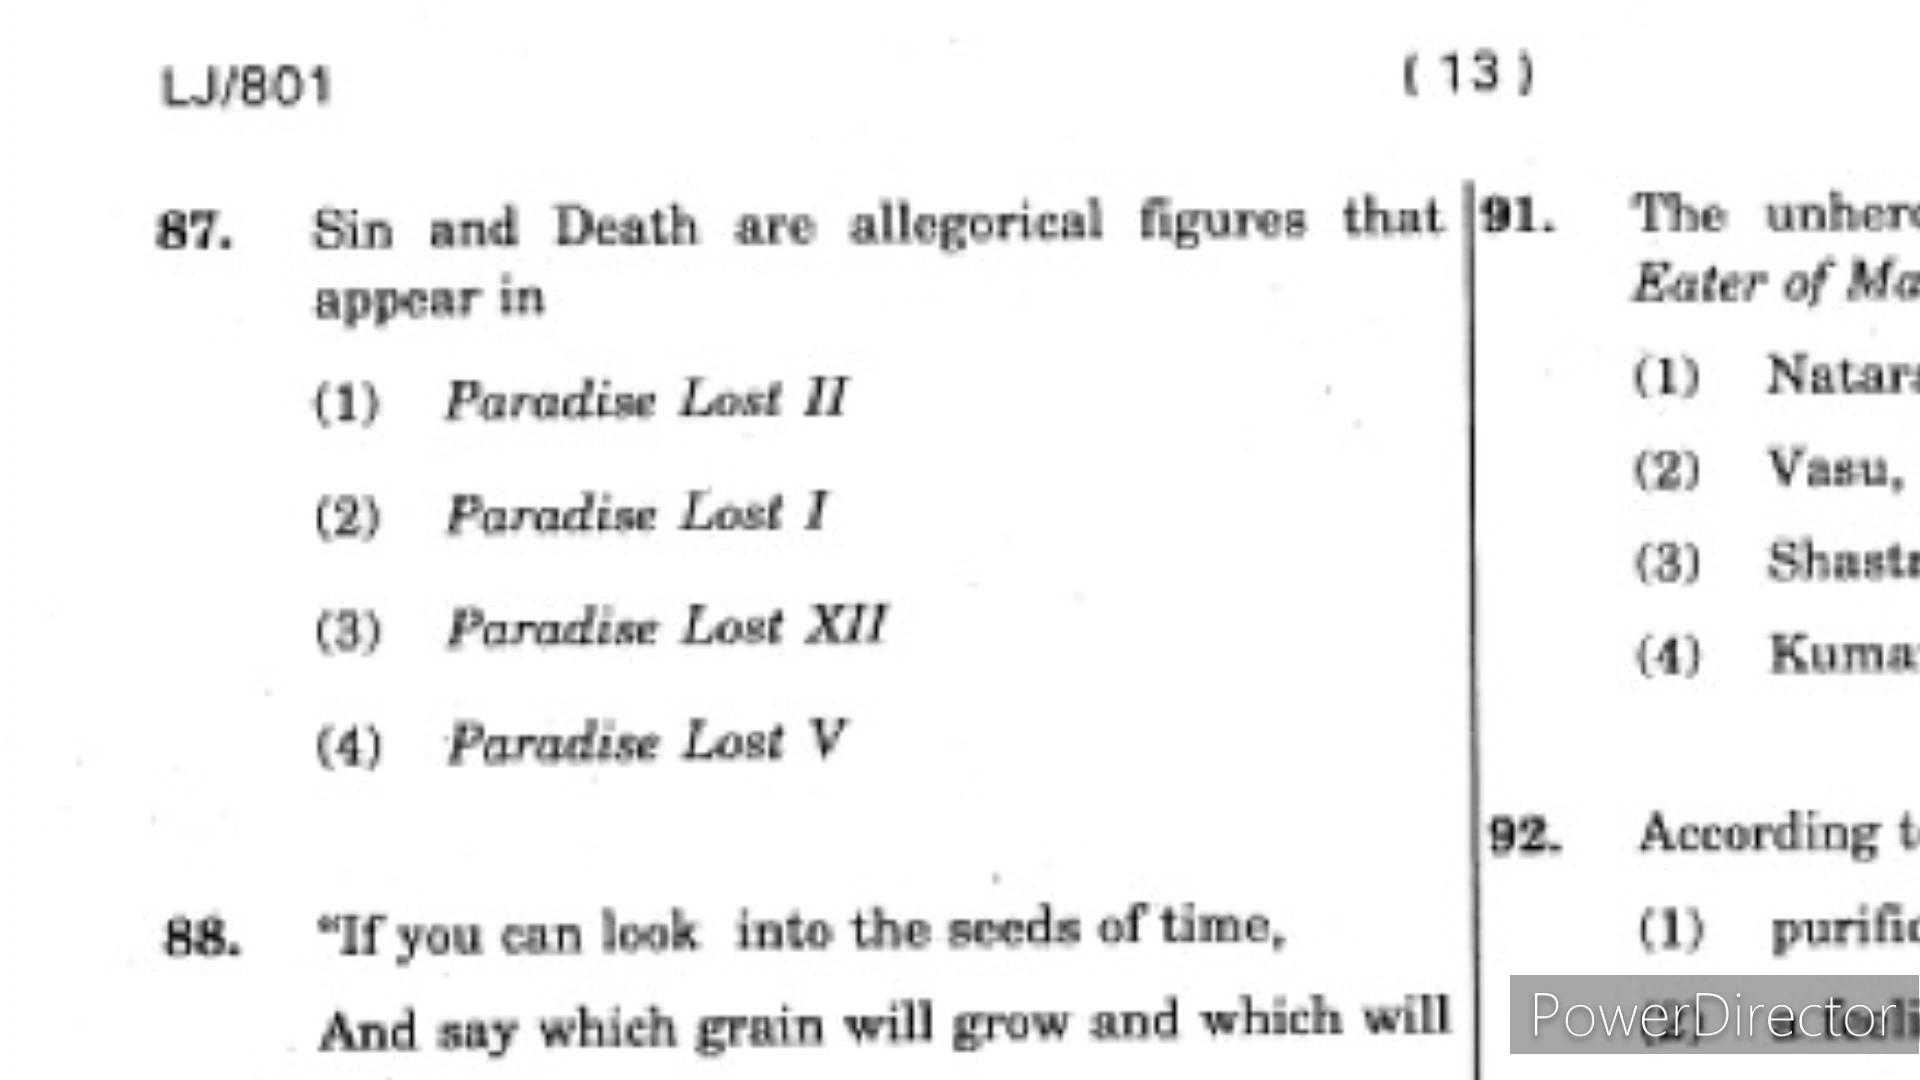 LJ/801
( 13 )
87. Sin and Death are allegorical figures that
appear in
(1) Paradise Lost II
(2) Paradise Lost I
(3) Paradise Lost XII
(4) Paradise Lost V
88. "If you can look into the seeds of time,
And say which grain will grow and which will
91. The
Eater of
(1)
(2) Vasu,
(3)
(4)
92. According
(1)
PowerDirector